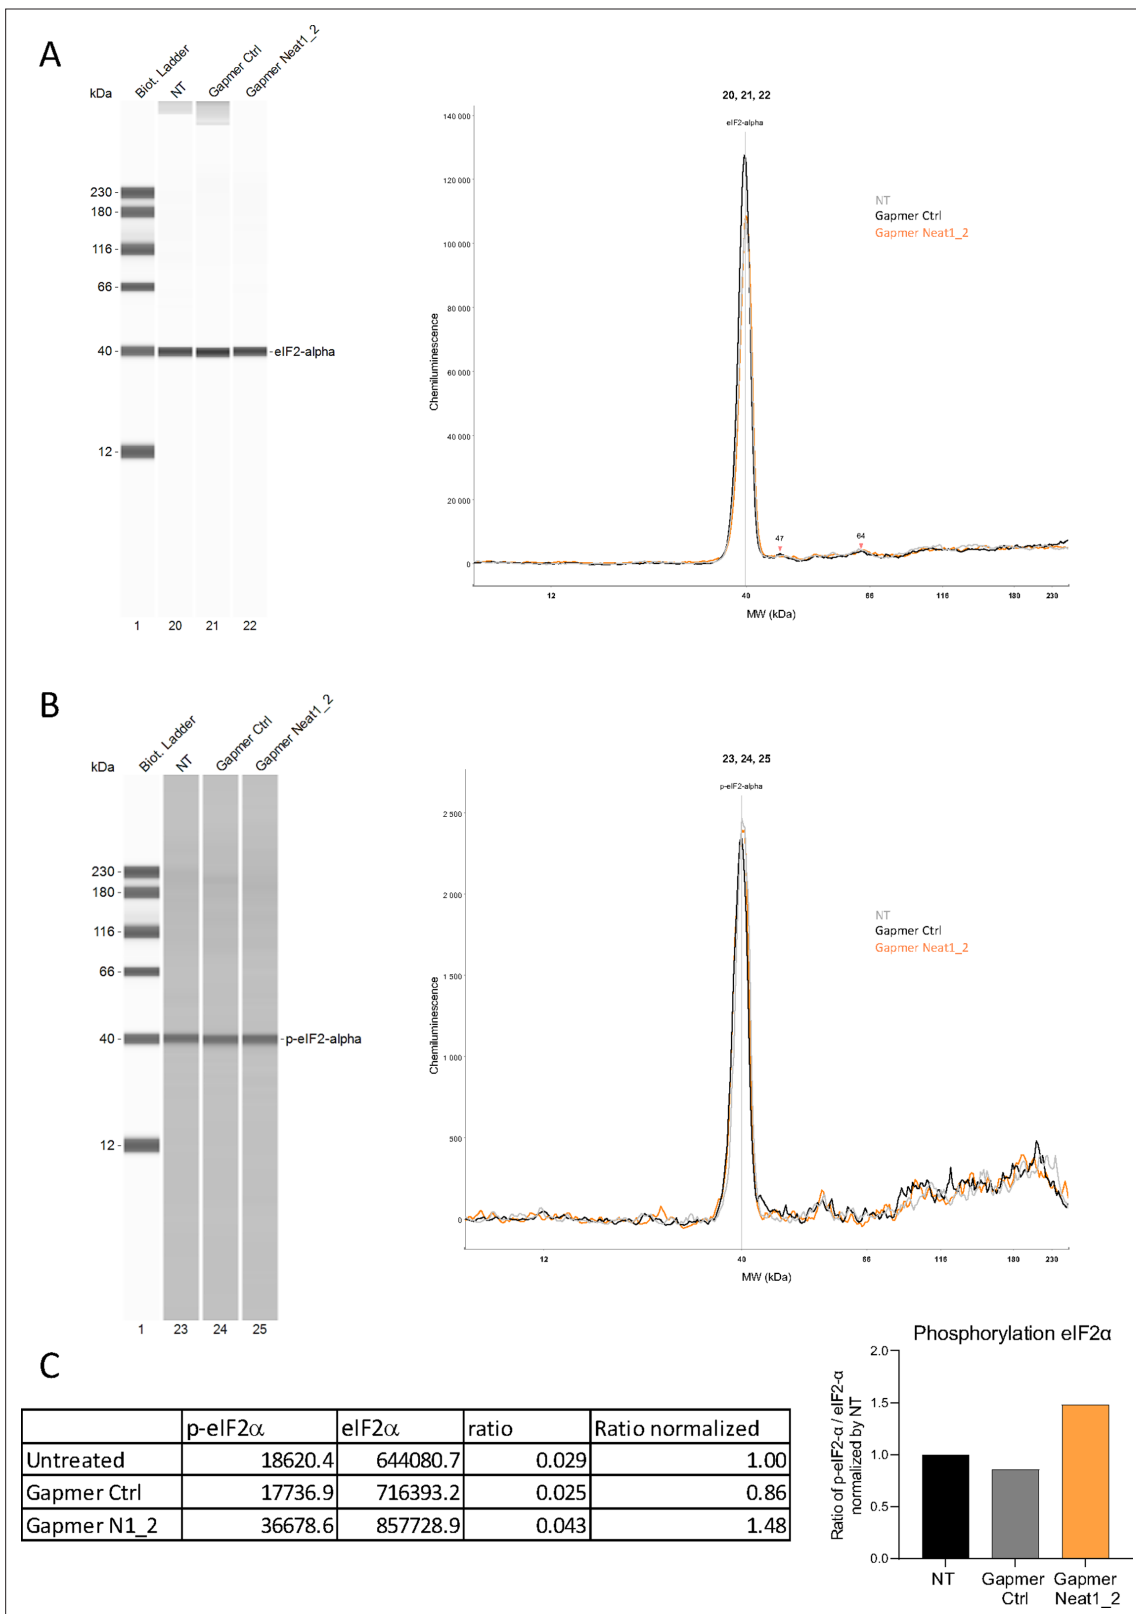 A
kDa
Biot. Ladder
NT
Gapmer Ctrl
Gapmer Neat1_2
230
180
116
66
40
12
eIF2-alpha
1 20 21 22
20, 21, 22
eIF2-alpha
140 000
120 000
100 000
80 000
60 000
40 000
20 000
0
Chemiluminescence
NT
Gapmer Ctrl
Gapmer Neat1_2
47
64
12 40 66 116 180 230
MW (kDa)
B
kDa
Biot. Ladder
NT
Gapmer Ctrl
Gapmer Neat1_2
230
180
116
66
40
12
p-eIF2-alpha
1 23 24 25
23, 24, 25
p-eIF2-alpha
2 500
2 000
1 500
1 000
500
0
Chemiluminescence
NT
Gapmer Ctrl
Gapmer Neat1_2
12 40 66 116 180 230
MW (kDa)
C
p-eIF2α eIF2α ratio Ratio normalized
Untreated 18620.4 644080.7 0.029 1.00
Gapmer Ctrl 17736.9 716393.2 0.025 0.86
Gapmer N1_2 36678.6 857728.9 0.043 1.48
Phosphorylation eIF2α
Ratio of p-eIF2-α / eIF2-α
normalized by NT
2.0
1.5
1.0
0.5
0.0
NT Gapmer Gapmer
Ctrl Neat1_2